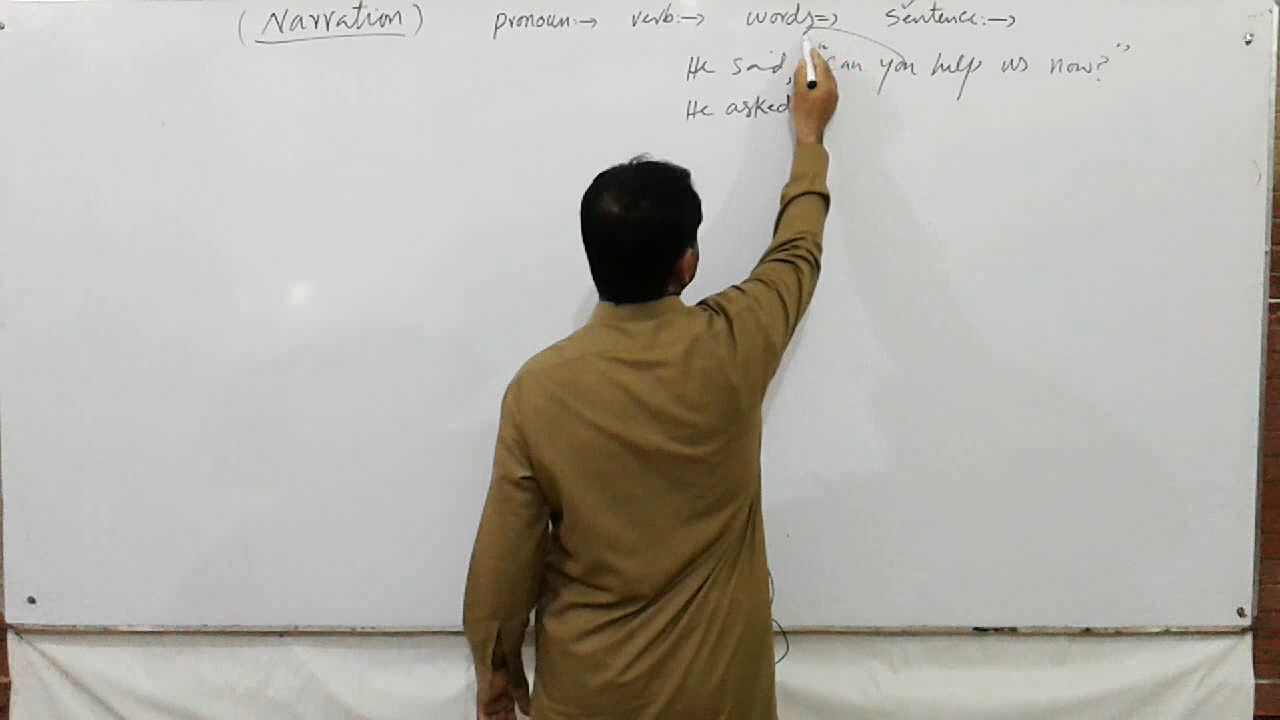 (Narration) pronoun:→ verb:→ words:→ Sentence:→
He said, "can you help us now?"
He asked